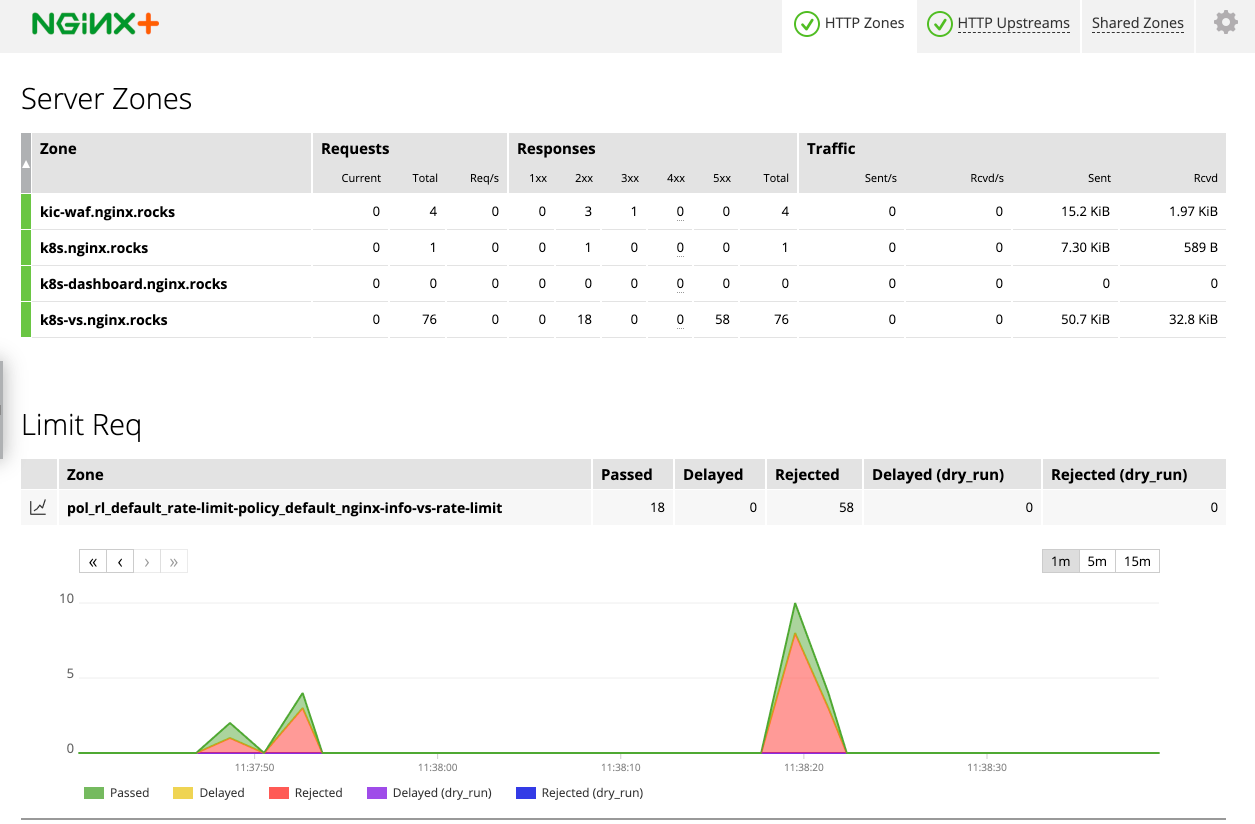 NGINX+
HTTP Zones HTTP Upstreams Shared Zones
Server Zones
Zone Requests Responses Traffic
Current Total Req/s 1xx 2xx 3xx 4xx 5xx Total Sent/s Rcvd/s Sent Rcvd
kic-waf.nginx.rocks 0 4 0 0 3 1 0 0 4 0 0 15.2 KiB 1.97 KiB
k8s.nginx.rocks 0 1 0 0 1 0 0 0 1 0 0 7.30 KiB 589 B
k8s-dashboard.nginx.rocks 0 0 0 0 0 0 0 0 0 0 0 0 0
k8s-vs.nginx.rocks 0 76 0 0 18 0 0 58 76 0 0 50.7 KiB 32.8 KiB
Limit Req
Zone Passed Delayed Rejected Delayed (dry_run) Rejected (dry_run)
pol_rl_default_rate-limit-policy_default_nginx-info-vs-rate-limit 18 0 58 0 0
« ‹ › » 1m 5m 15m
10
5
0
11:37:50 11:38:00 11:38:10 11:38:20 11:38:30
Passed Delayed Rejected Delayed (dry_run) Rejected (dry_run)